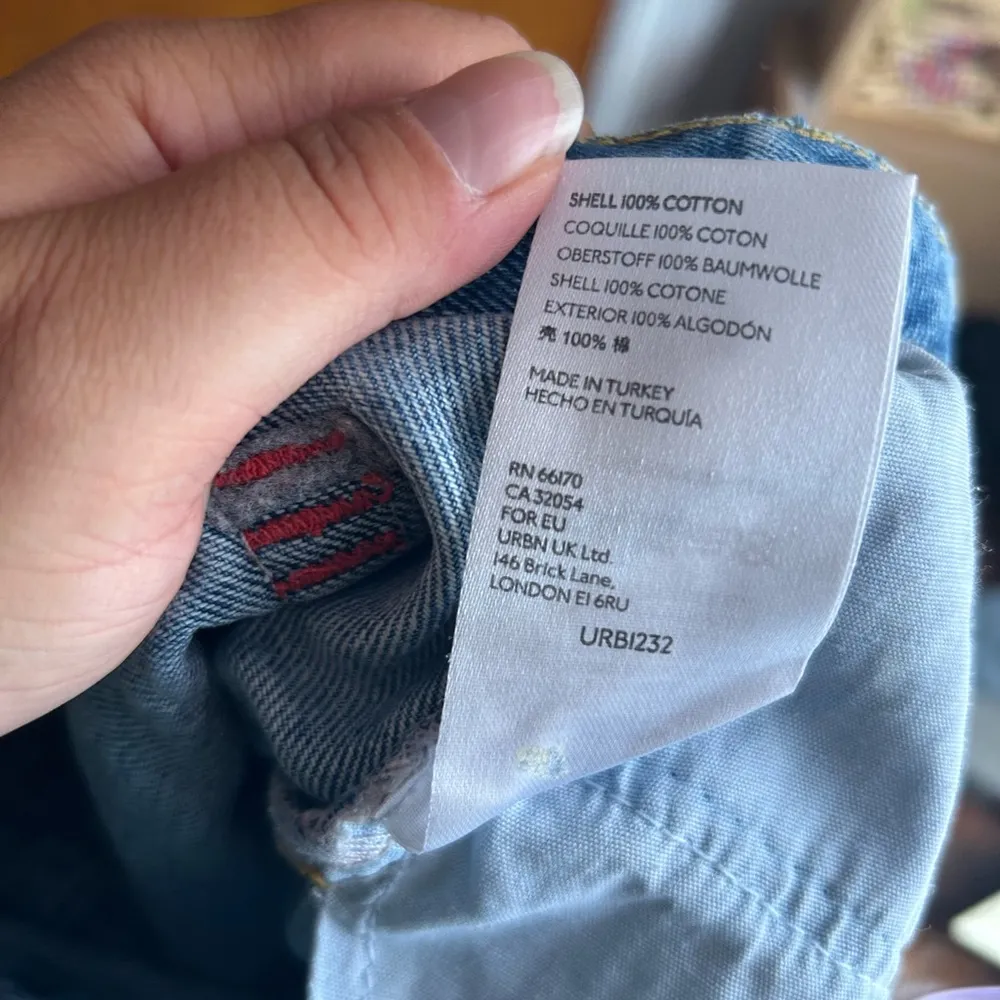 SHELL 100% COTTON
COQUILLE 100% COTON
OBERSTOFF 100% BAUMWOLLE
SHELL 100% COTONE
EXTERIOR 100% ALGODÓN
壳 100% 棉
MADE IN TURKEY
HECHO EN TURQUÍA
RN 66170
CA 32054
FOR EU
URBN UK Ltd.
146 Brick Lane,
LONDON E1 6RU
URB1232